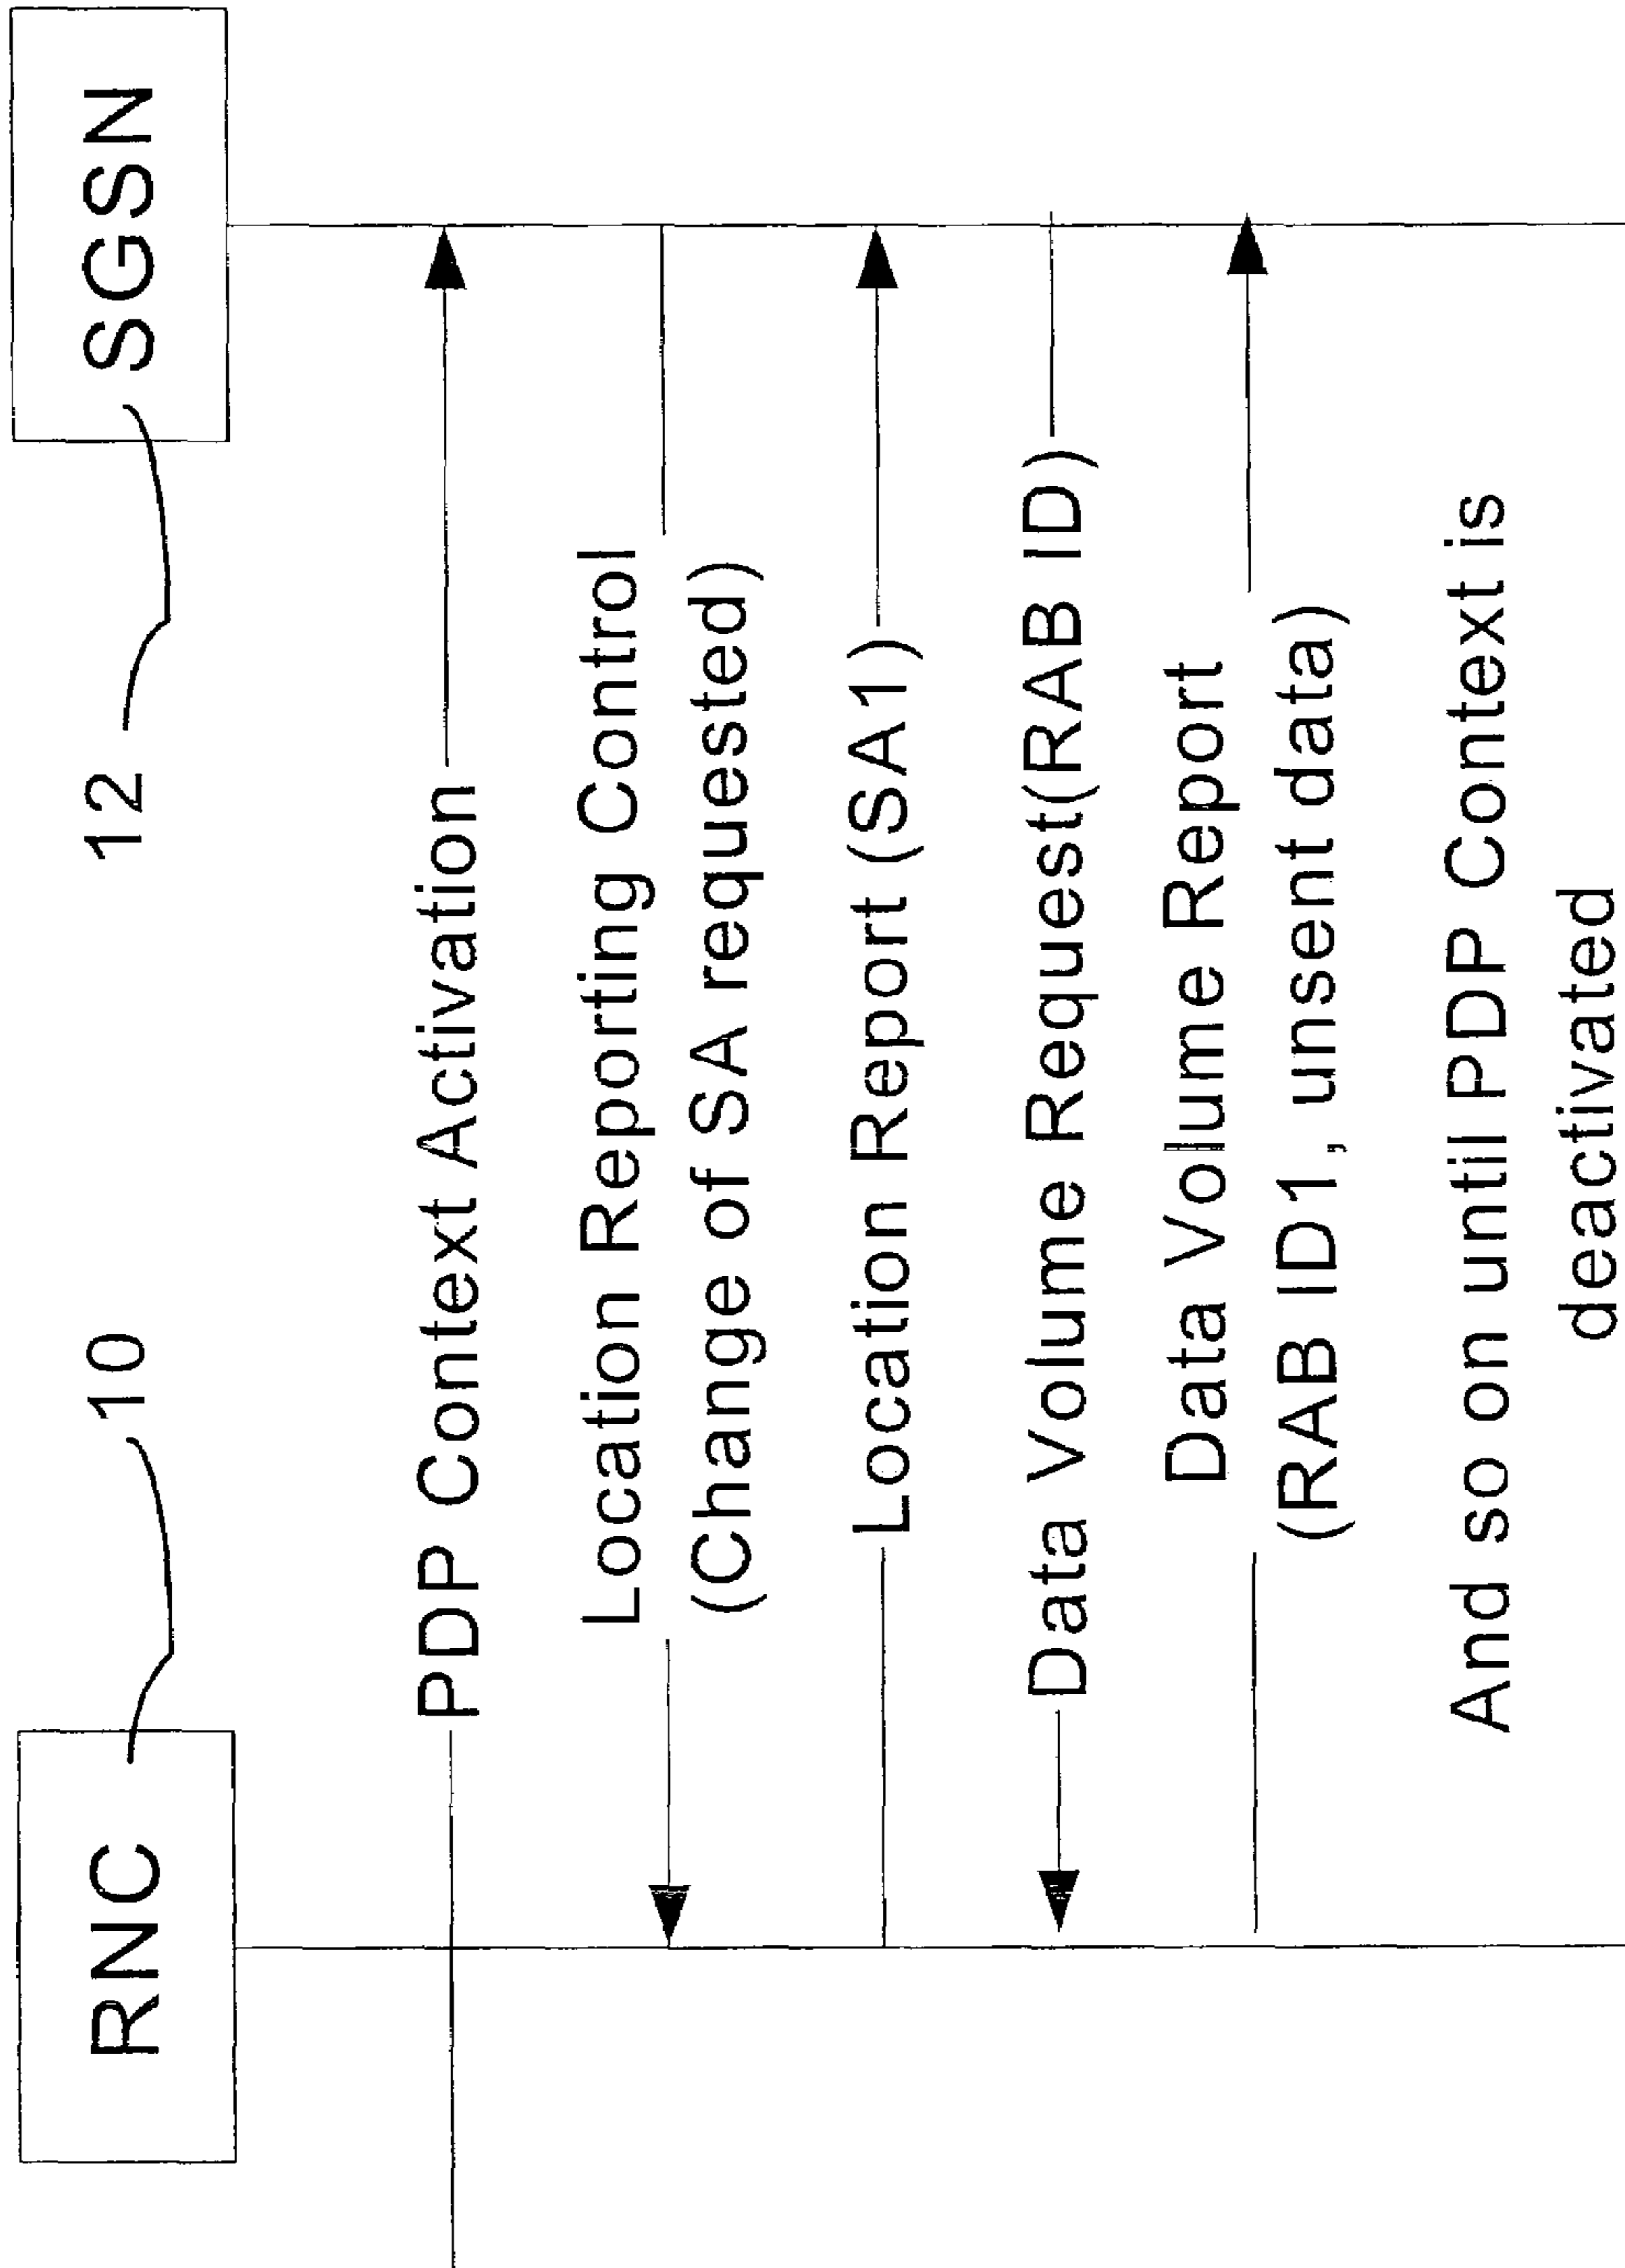 RNC
10
12
SGSN
PDP Context Activation
Location Reporting Control
(Change of SA requested)
Location Report (SA1)
Data Volume Request(RAB ID)
Data Volume Report
(RAB ID1, unsent data)
And so on until PDP Context is
deactivated